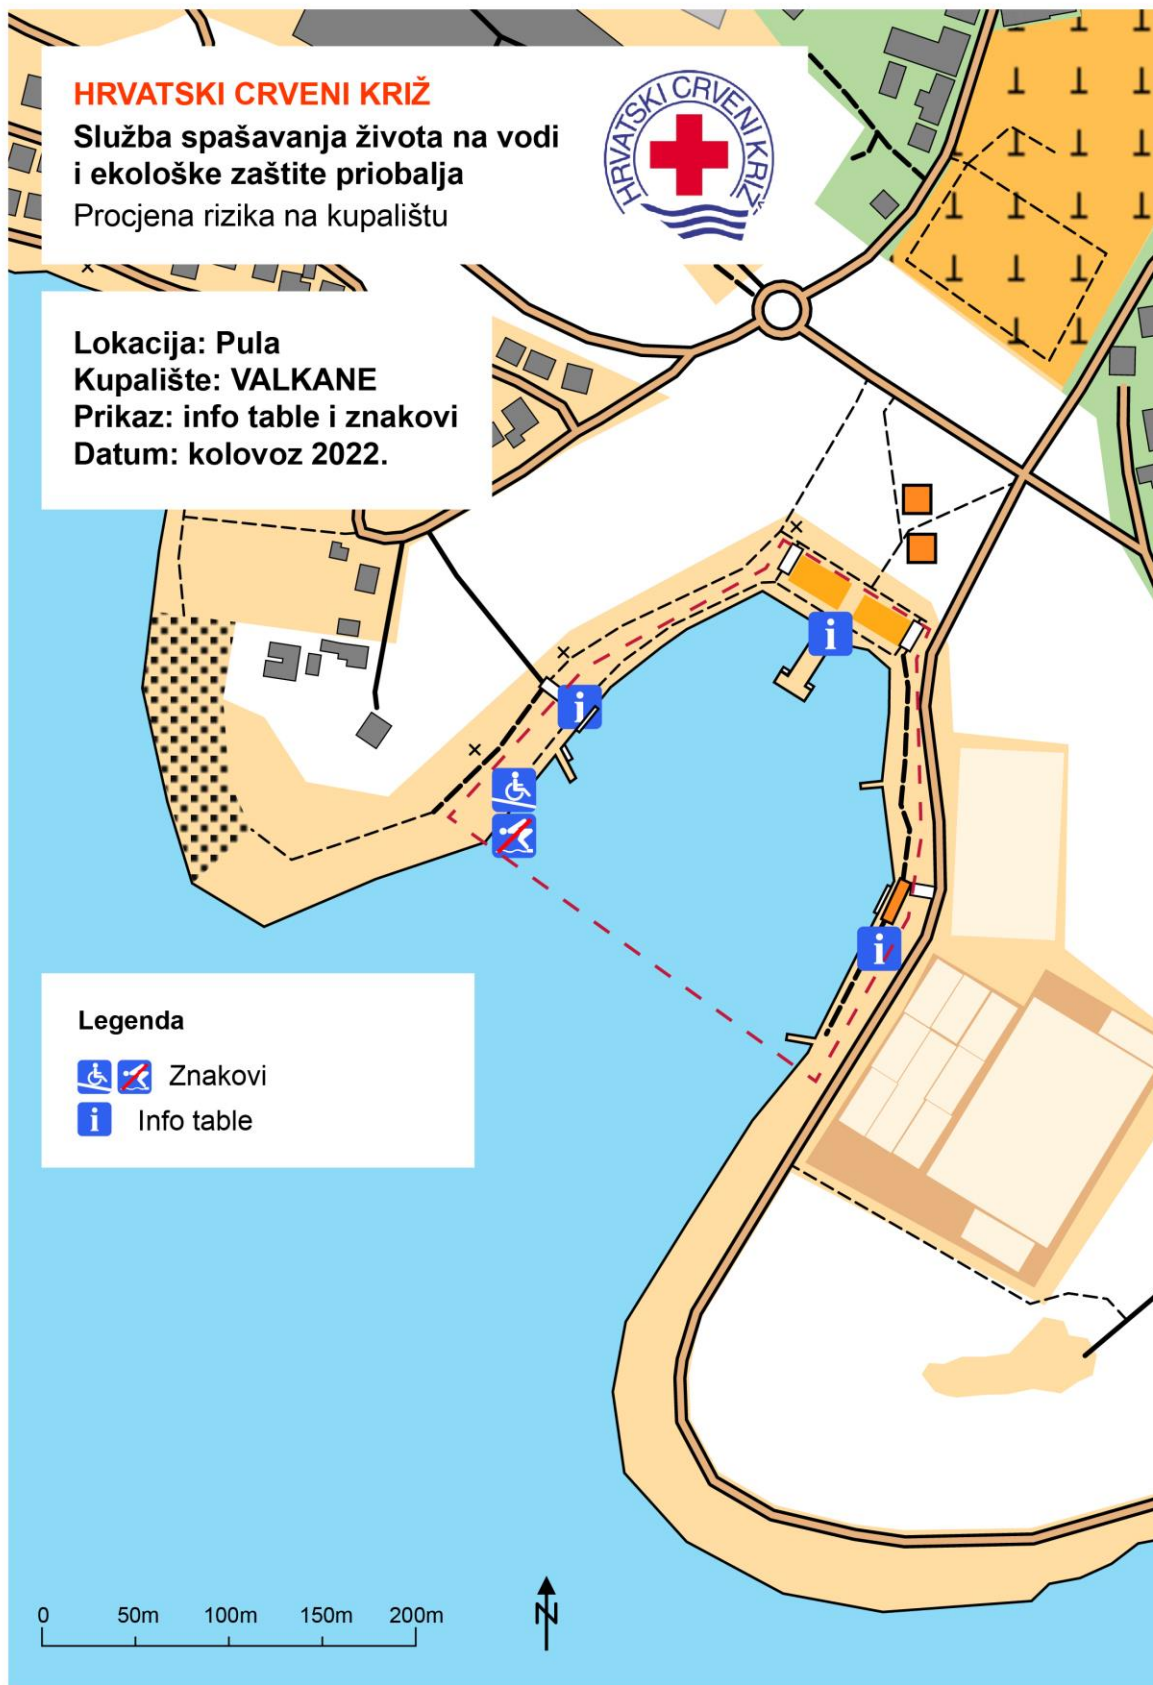 HRVATSKI CRVENI KRIŽ
Služba spašavanja života na vodi
i ekološke zaštite priobalja
Procjena rizika na kupalištu
HRVATSKI CRVENI KRIŽ
Lokacija: Pula
Kupalište: VALKANE
Prikaz: info table i znakovi
Datum: kolovoz 2022.
i
i
i
Legenda
Znakovi
i Info table
0 50m 100m 150m 200m
N